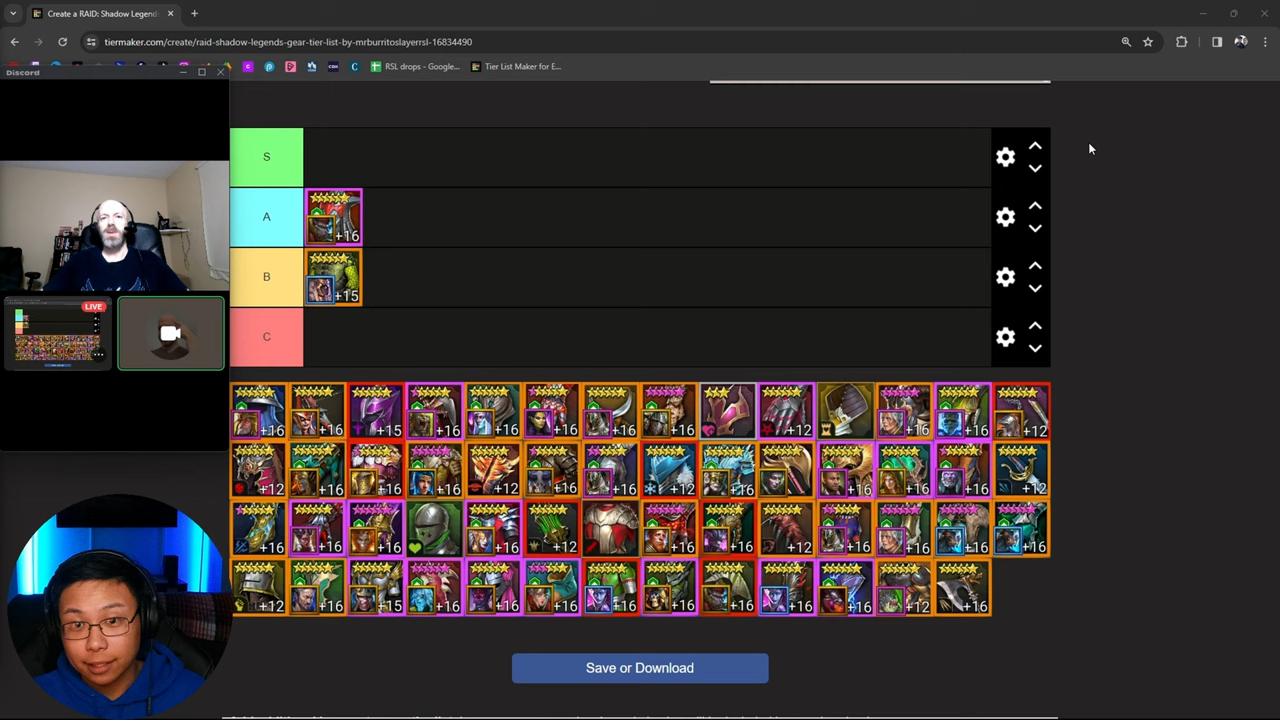 Create a RAID: Shadow Legend
tiermaker.com/create/raid-shadow-legends-gear-tier-list-by-mrburritoslayerrsl-16834490
RSL drops - Google...
Tier List Maker for E...
Discord
LIVE
S
A
+16
B
+15
C
+16 +16 +15 +16 +16 +16 +16 +16 +12 +16 +16 +12
+12 +16 +16 +16 +12 +16 +16 +12 +16 +16 +16 +16 +16 +12
+16 +16 +16 +16 +12 +16 +16 +12 +16 +16 +16 +16
+12 +16 +15 +16 +16 +16 +16 +16 +16 +16 +16 +12 +16
Save or Download